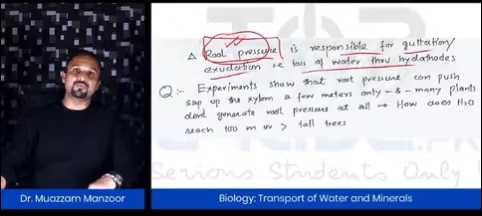 Δ Root pressure is responsible for guttation/
exudation i.e loss of water thru hydathodes
Q:- Experiments show that root pressure can push
sap up the xylem a few meters only -&- many plants
dont generate root pressure at all → How does H2O
reach 100 m or > tall trees
Serious Students Only
Dr. Muazzam Manzoor
Biology: Transport of Water and Minerals